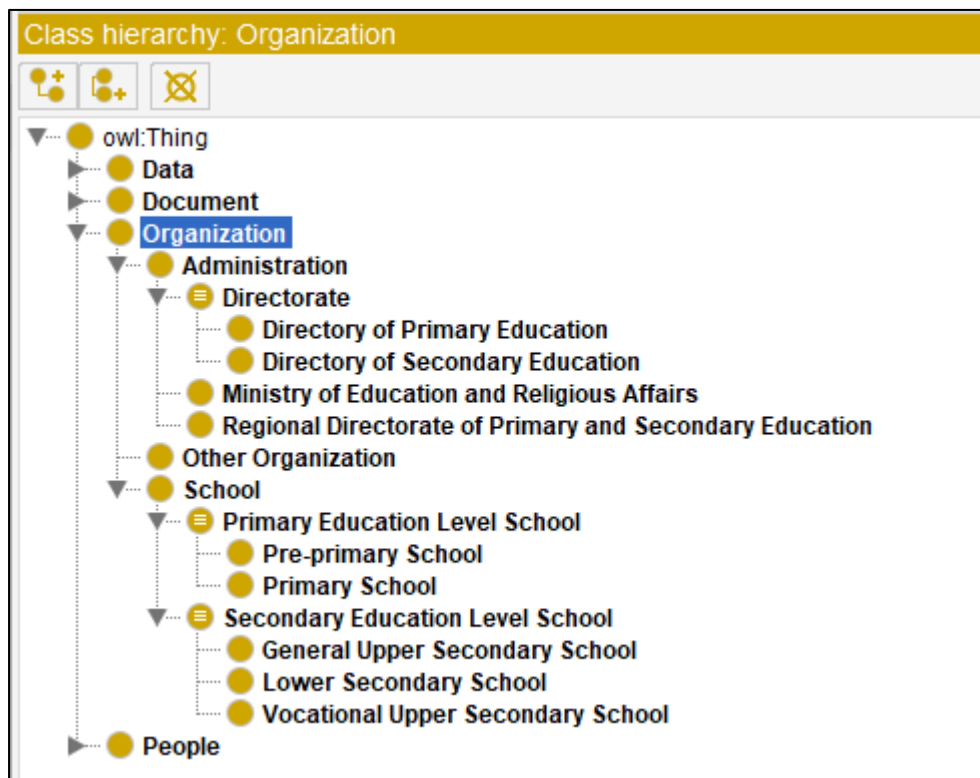 Class hierarchy: Organization
owl:Thing
Data
Document
Organization
Administration
Directorate
Directory of Primary Education
Directory of Secondary Education
Ministry of Education and Religious Affairs
Regional Directorate of Primary and Secondary Education
Other Organization
School
Primary Education Level School
Pre-primary School
Primary School
Secondary Education Level School
General Upper Secondary School
Lower Secondary School
Vocational Upper Secondary School
People